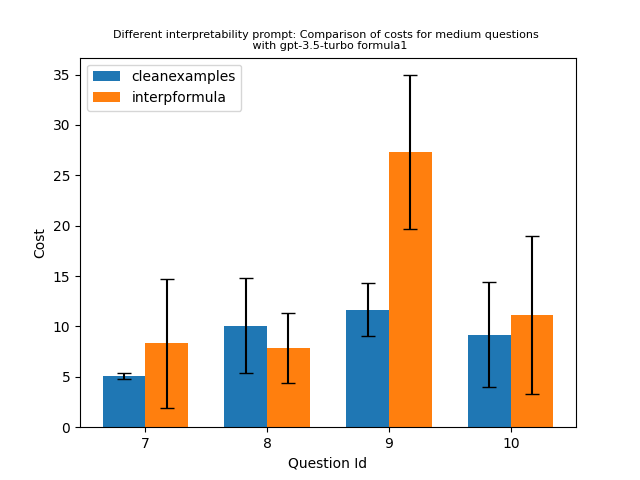 Different interpretability prompt: Comparison of costs for medium questions
with gpt-3.5-turbo formula1
cleanexamples
interpformula
35
30
25
20
15
10
5
0
Cost
7 8 9 10
Question Id